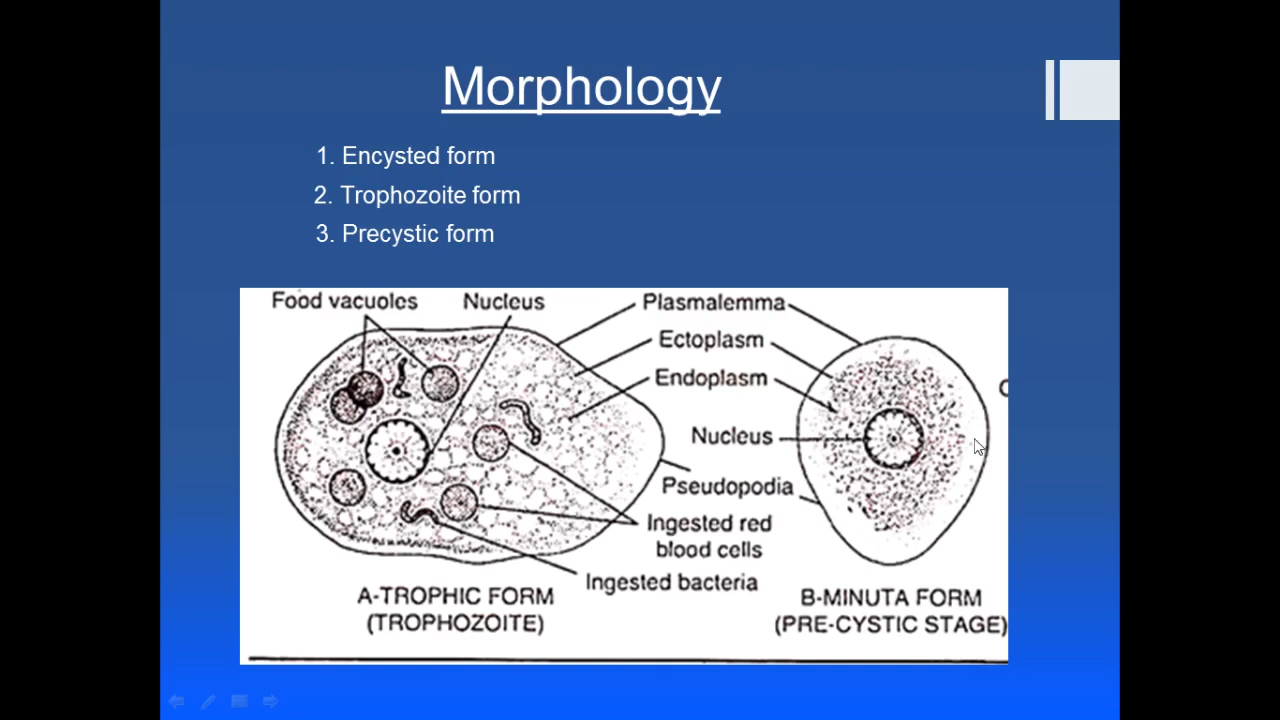 Morphology
1. Encysted form
2. Trophozoite form
3. Precystic form
Food vacuoles
Nucleus
Plasmalemma
Ectoplasm
Endoplasm
Nucleus
Pseudopodia
Ingested red
blood cells
Ingested bacteria
A-TROPHIC FORM
(TROPHOZOITE)
B-MINUTA FORM
(PRE-CYSTIC STAGE)